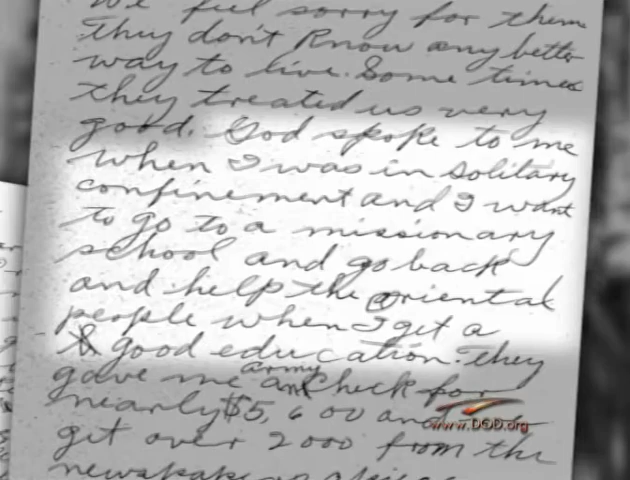 We feel sorry for them
They don't know any better
way to live. Some times
they treated us very
good. God spoke to me
when I was in solitary
confinement and I want
to go to a missionary
school and go back
and help the oriental
people when I get a
good education. They
gave me an army check for
nearly $5,600 and
get over 2000 from the
www.DOD.org